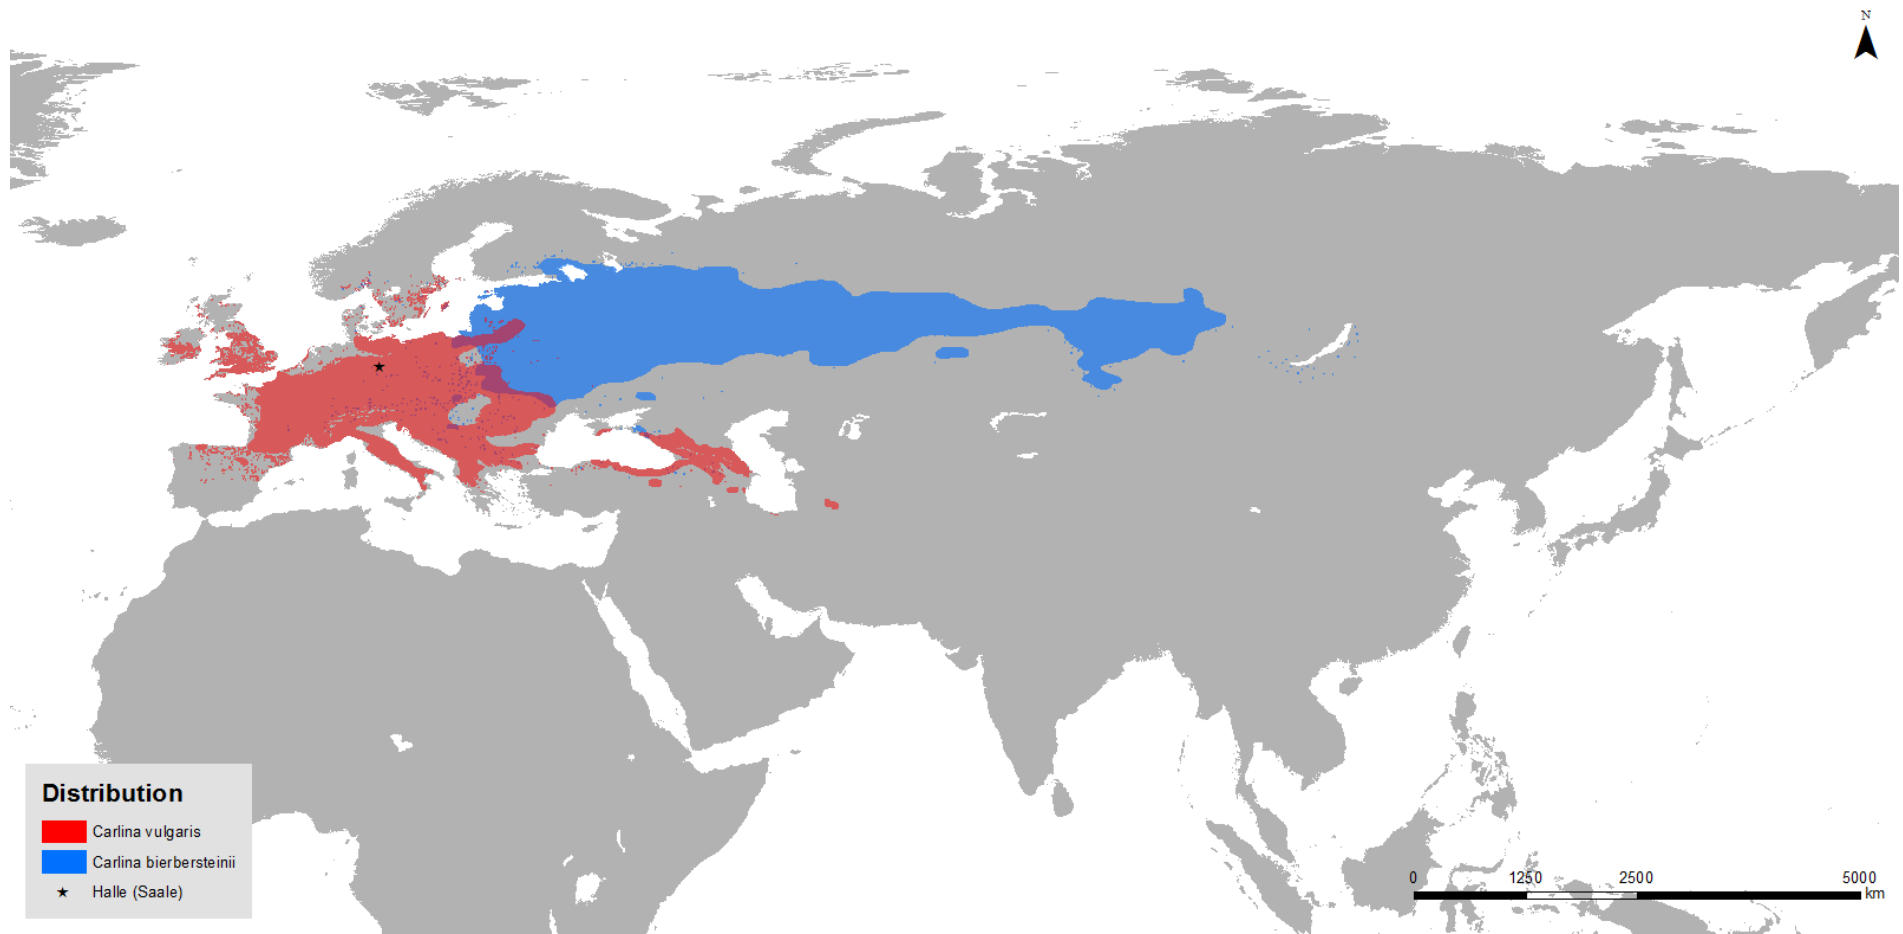 N
Distribution
Carlina vulgaris
Carlina bierbersteinii
Halle (Saale)
0 1250 2500 5000
km